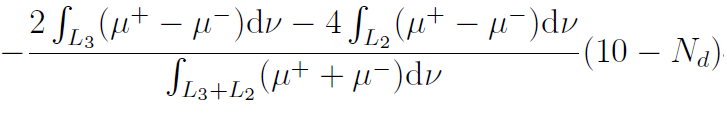 $-\frac{2\int_{L_3}(\mu^+ - \mu^-)\mathrm{d}\nu - 4\int_{L_2}(\mu^+ - \mu^-)\mathrm{d}\nu}{\int_{L_3+L_2}(\mu^+ + \mu^-)\mathrm{d}\nu}(10 - N_d)$